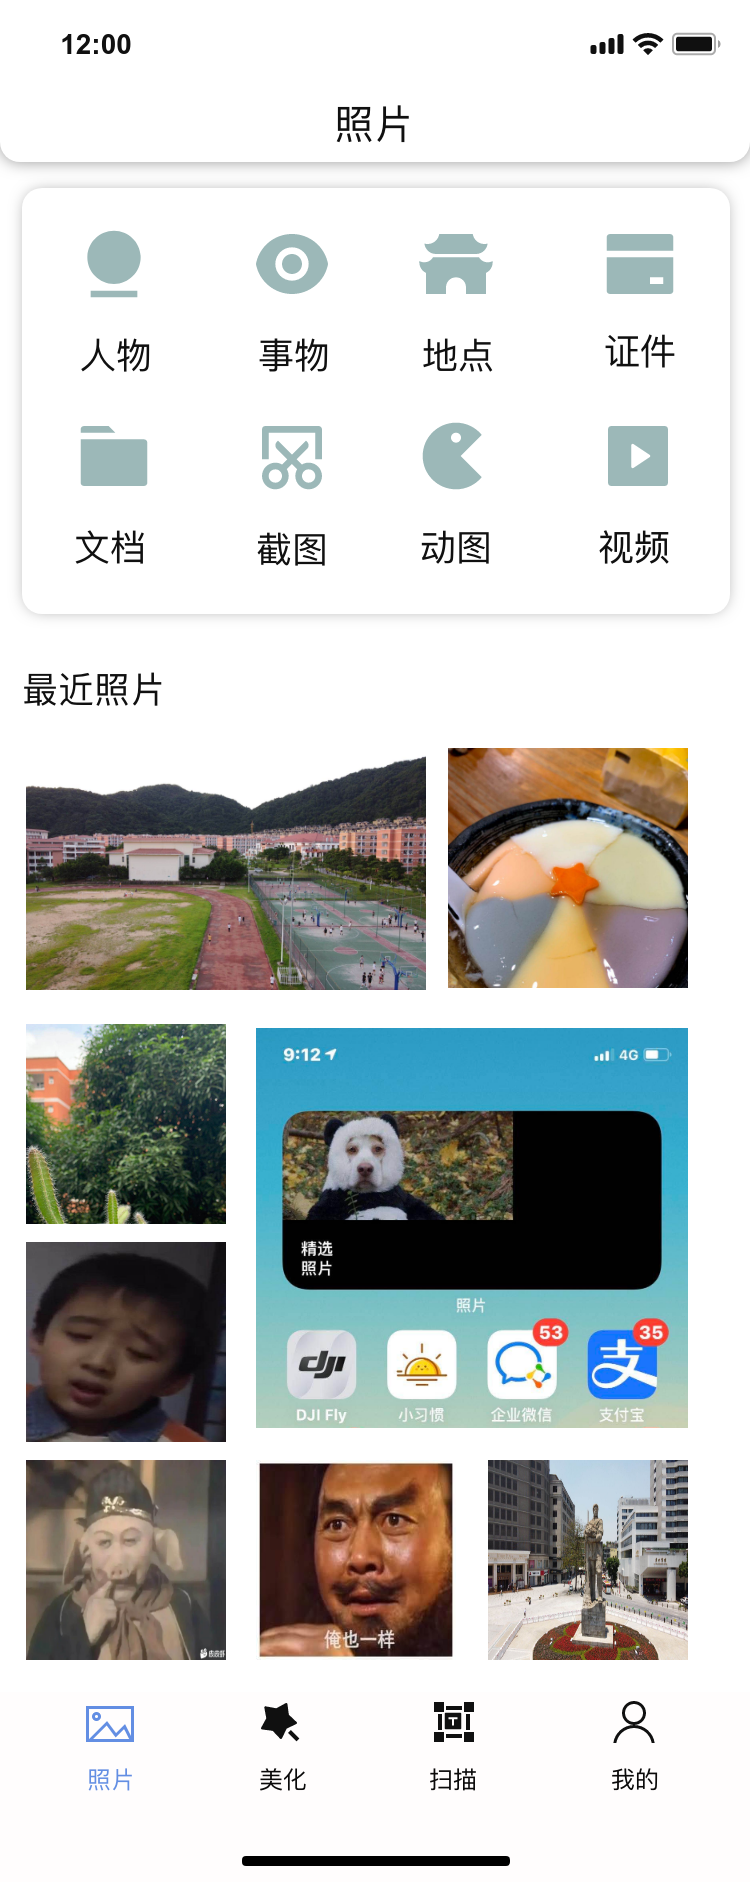 12:00
照片
人物 事物 地点 证件
文档 截图 动图 视频
最近照片
9:12 4G
精选
照片
照片
53 35
dji
DJI Fly 小习惯 企业微信 支付宝
支
俺也一样
T
照片 美化 扫描 我的